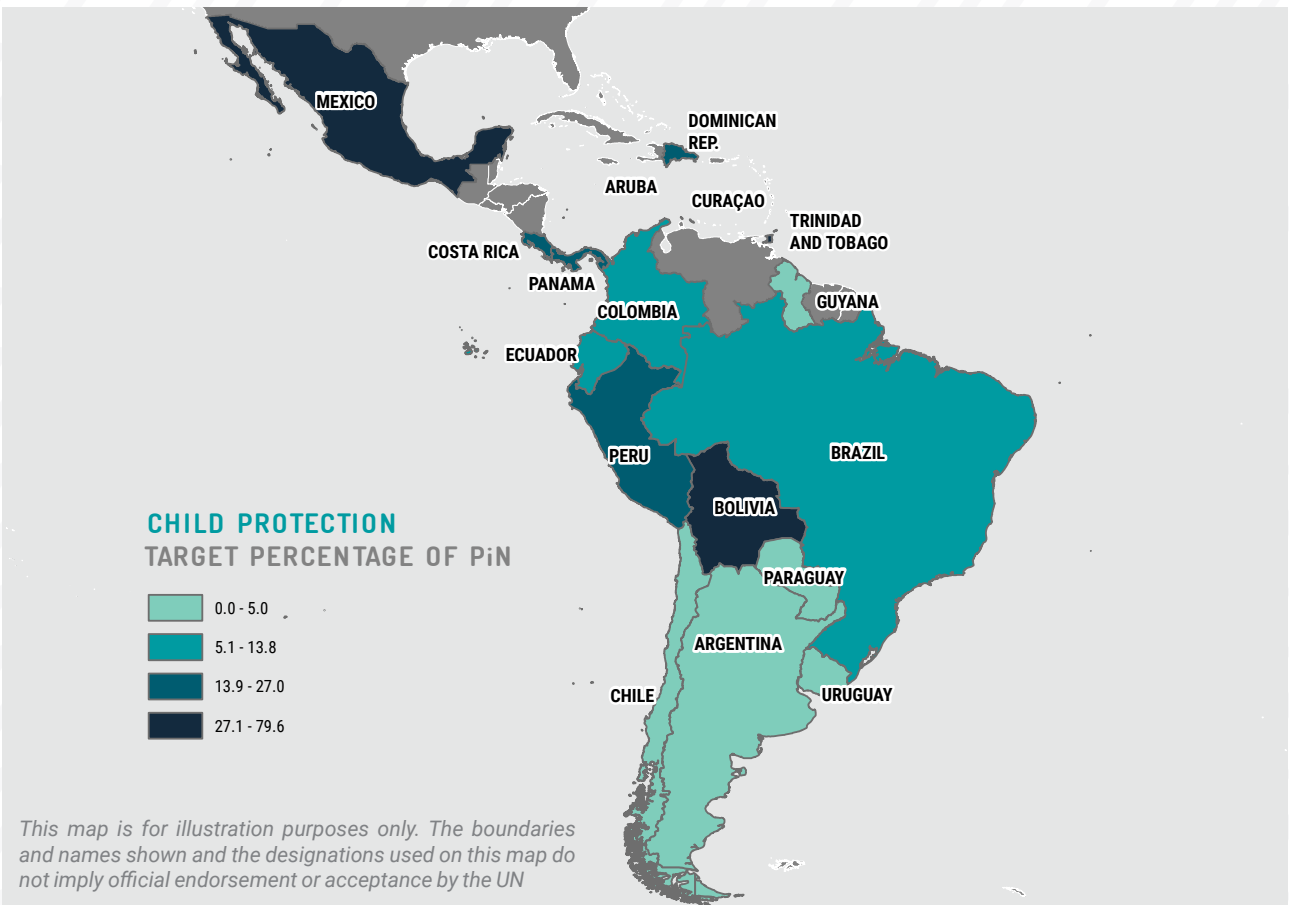 MEXICO
DOMINICAN
REP.
ARUBA
CURAÇAO
TRINIDAD
AND TOBAGO
COSTA RICA
PANAMA
GUYANA
COLOMBIA
ECUADOR
PERU
BRAZIL
BOLIVIA
PARAGUAY
ARGENTINA
CHILE
URUGUAY
CHILD PROTECTION
TARGET PERCENTAGE OF PiN
0.0 - 5.0
5.1 - 13.8
13.9 - 27.0
27.1 - 79.6
This map is for illustration purposes only. The boundaries
and names shown and the designations used on this map do
not imply official endorsement or acceptance by the UN